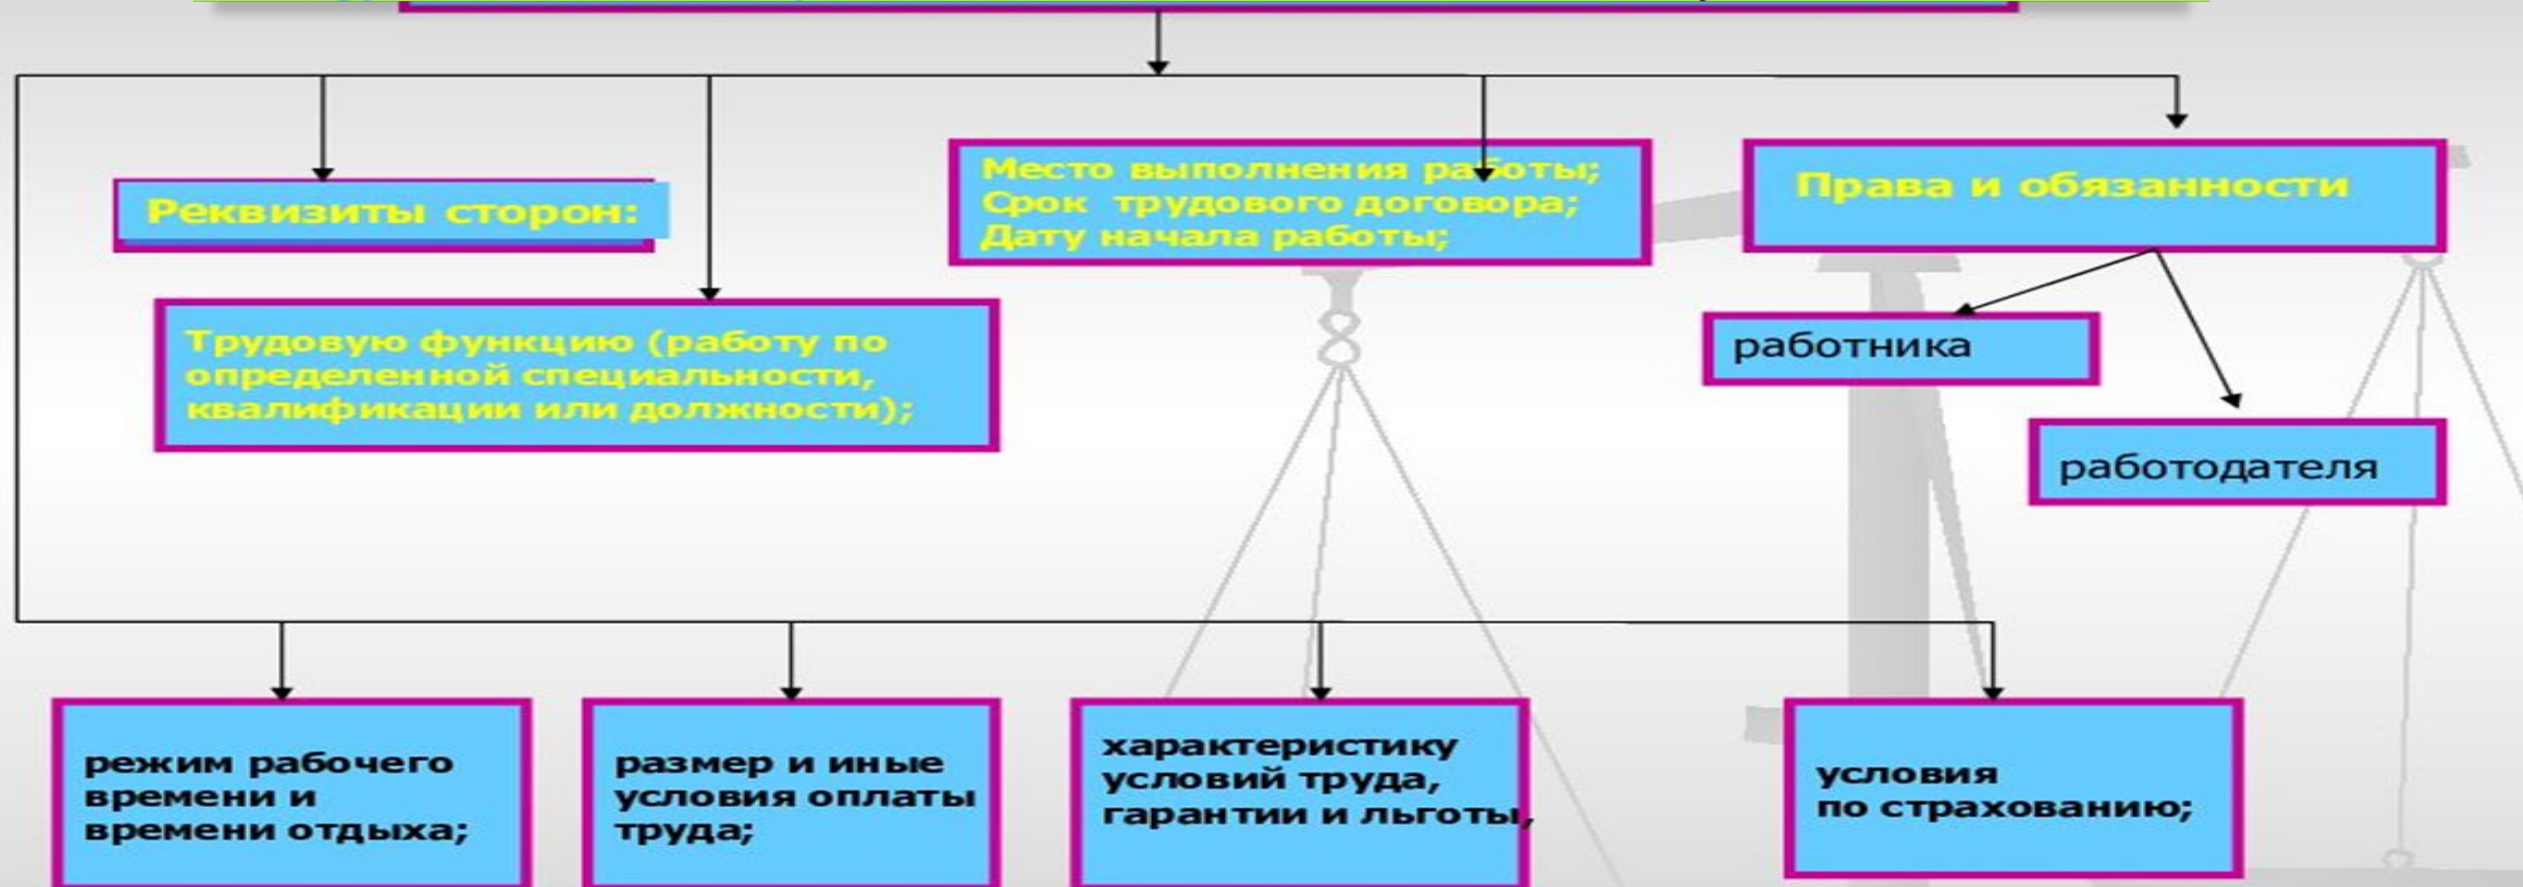 Реквизиты сторон:
Место выполнения работы;
Срок трудового договора;
Дату начала работы;
Права и обязанности
Трудовую функцию (работу по
определенной специальности,
квалификации или должности);
работника
работодателя
режим рабочего
времени и
времени отдыха;
размер и иные
условия оплаты
труда;
характеристику
условий труда,
гарантии и льготы,
условия
по страхованию;